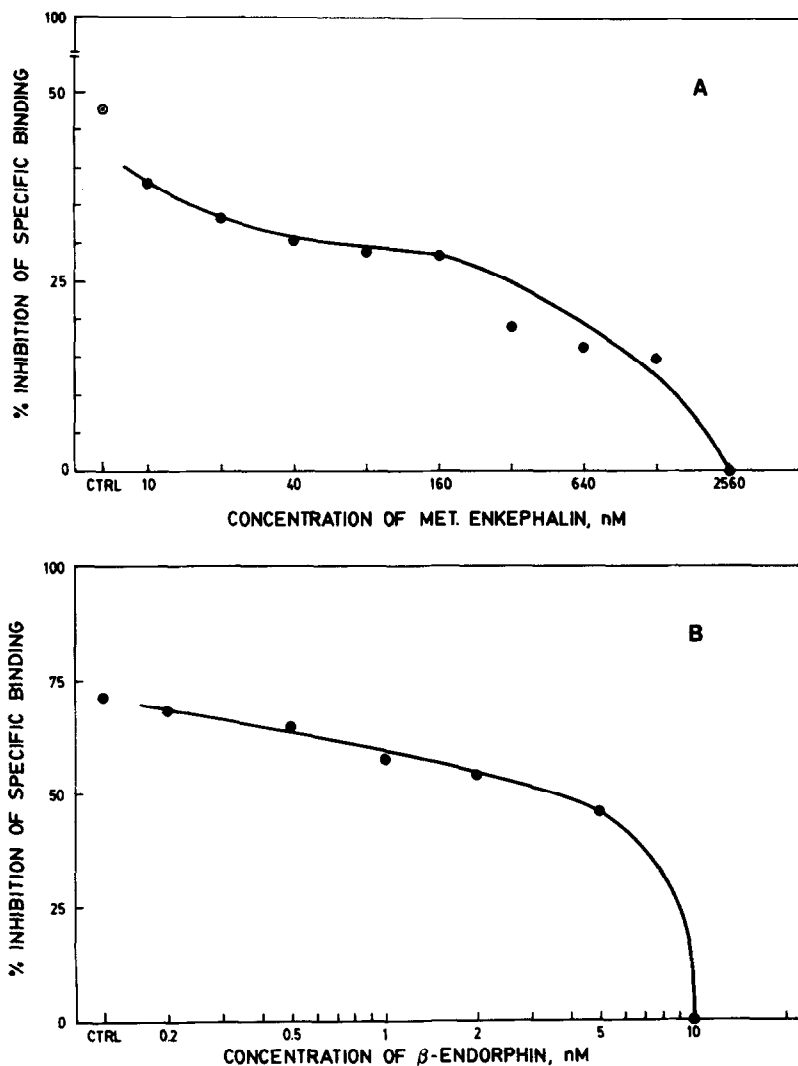 100
50
25
0
% INHIBITION OF SPECIFIC BINDING
A
CTRL 10 40 160 640 2560
CONCENTRATION OF MET. ENKEPHALIN, nM
100
75
50
25
0
% INHIBITION OF SPECIFIC BINDING
B
CTRL 0.2 0.5 1 2 5 10
CONCENTRATION OF β-ENDORPHIN, nM